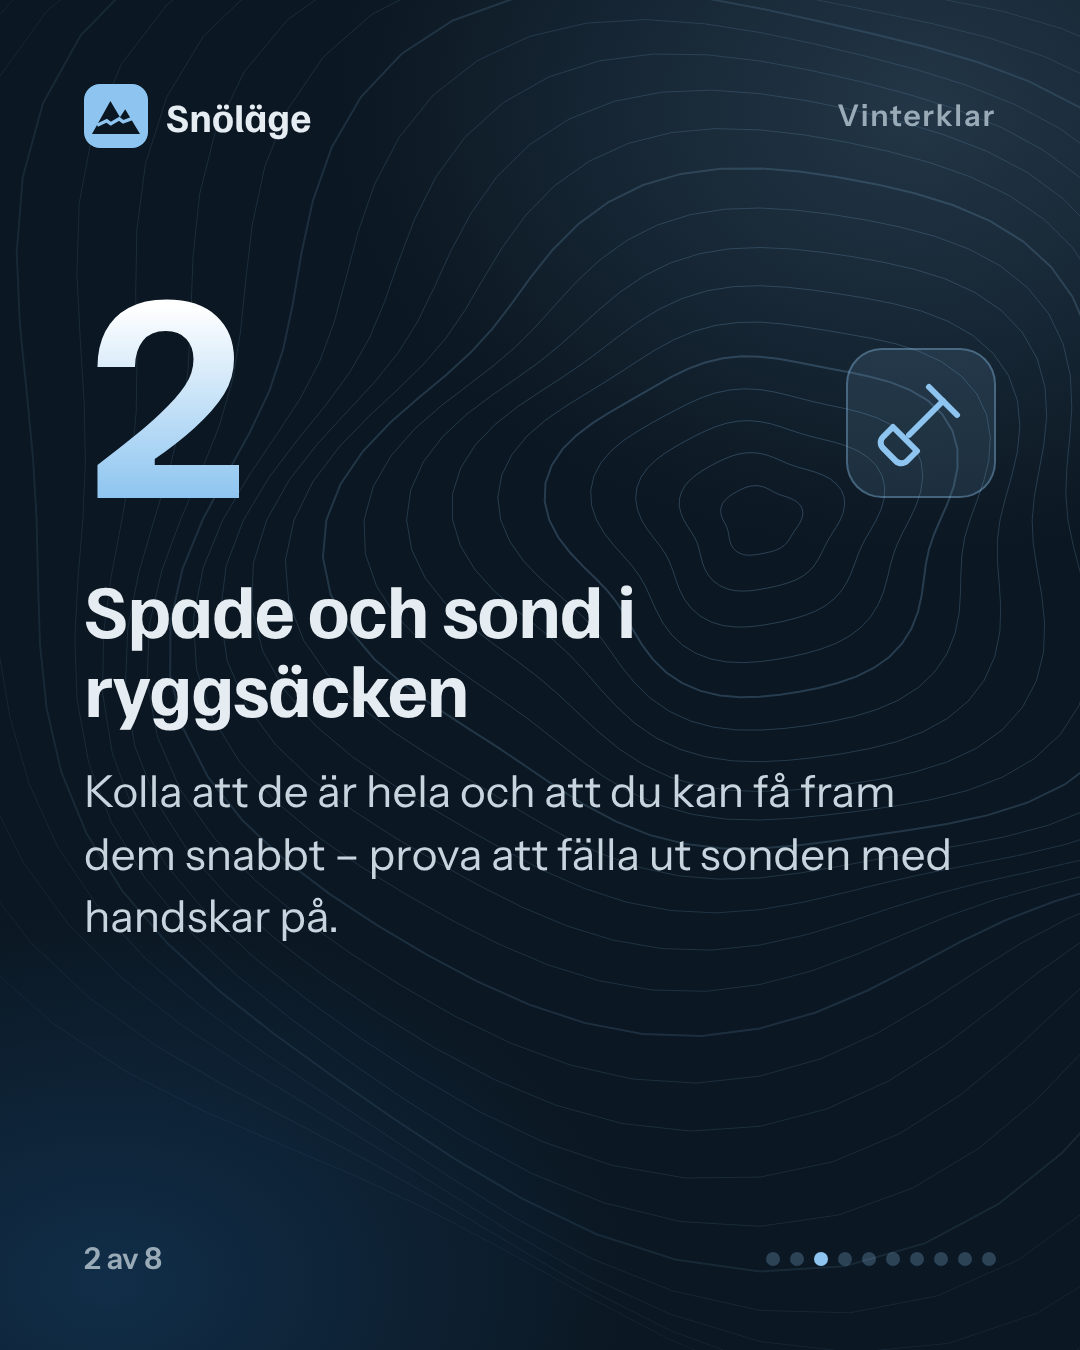 Snöläge
Vinterklar
2
Spade och sond i
ryggsäcken
Kolla att de är hela och att du kan få fram
dem snabbt – prova att fälla ut sonden med
handskar på.
2 av 8